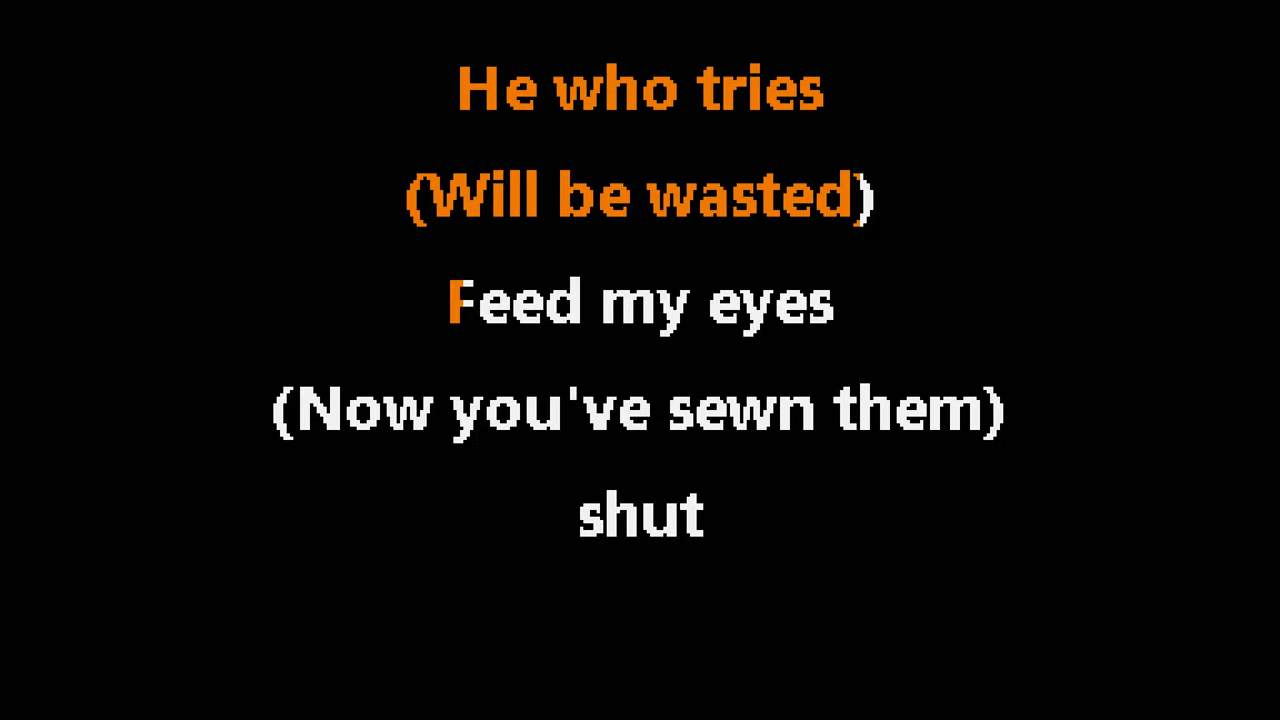 He who tries
(Will be wasted)
Feed my eyes
(Now you've sewn them)
shut